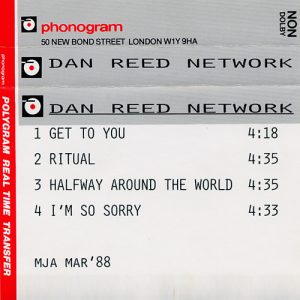 phonogram
50 NEW BOND STREET LONDON W1Y 9HA
NON
DOLBY
DAN REED NETWORK
DAN REED NETWORK
1 GET TO YOU 4:18
2 RITUAL 4:35
3 HALFWAY AROUND THE WORLD 4:35
4 I'M SO SORRY 4:33
MJA MAR'88
phonogram
POLYGRAM REAL TIME TRANSFER